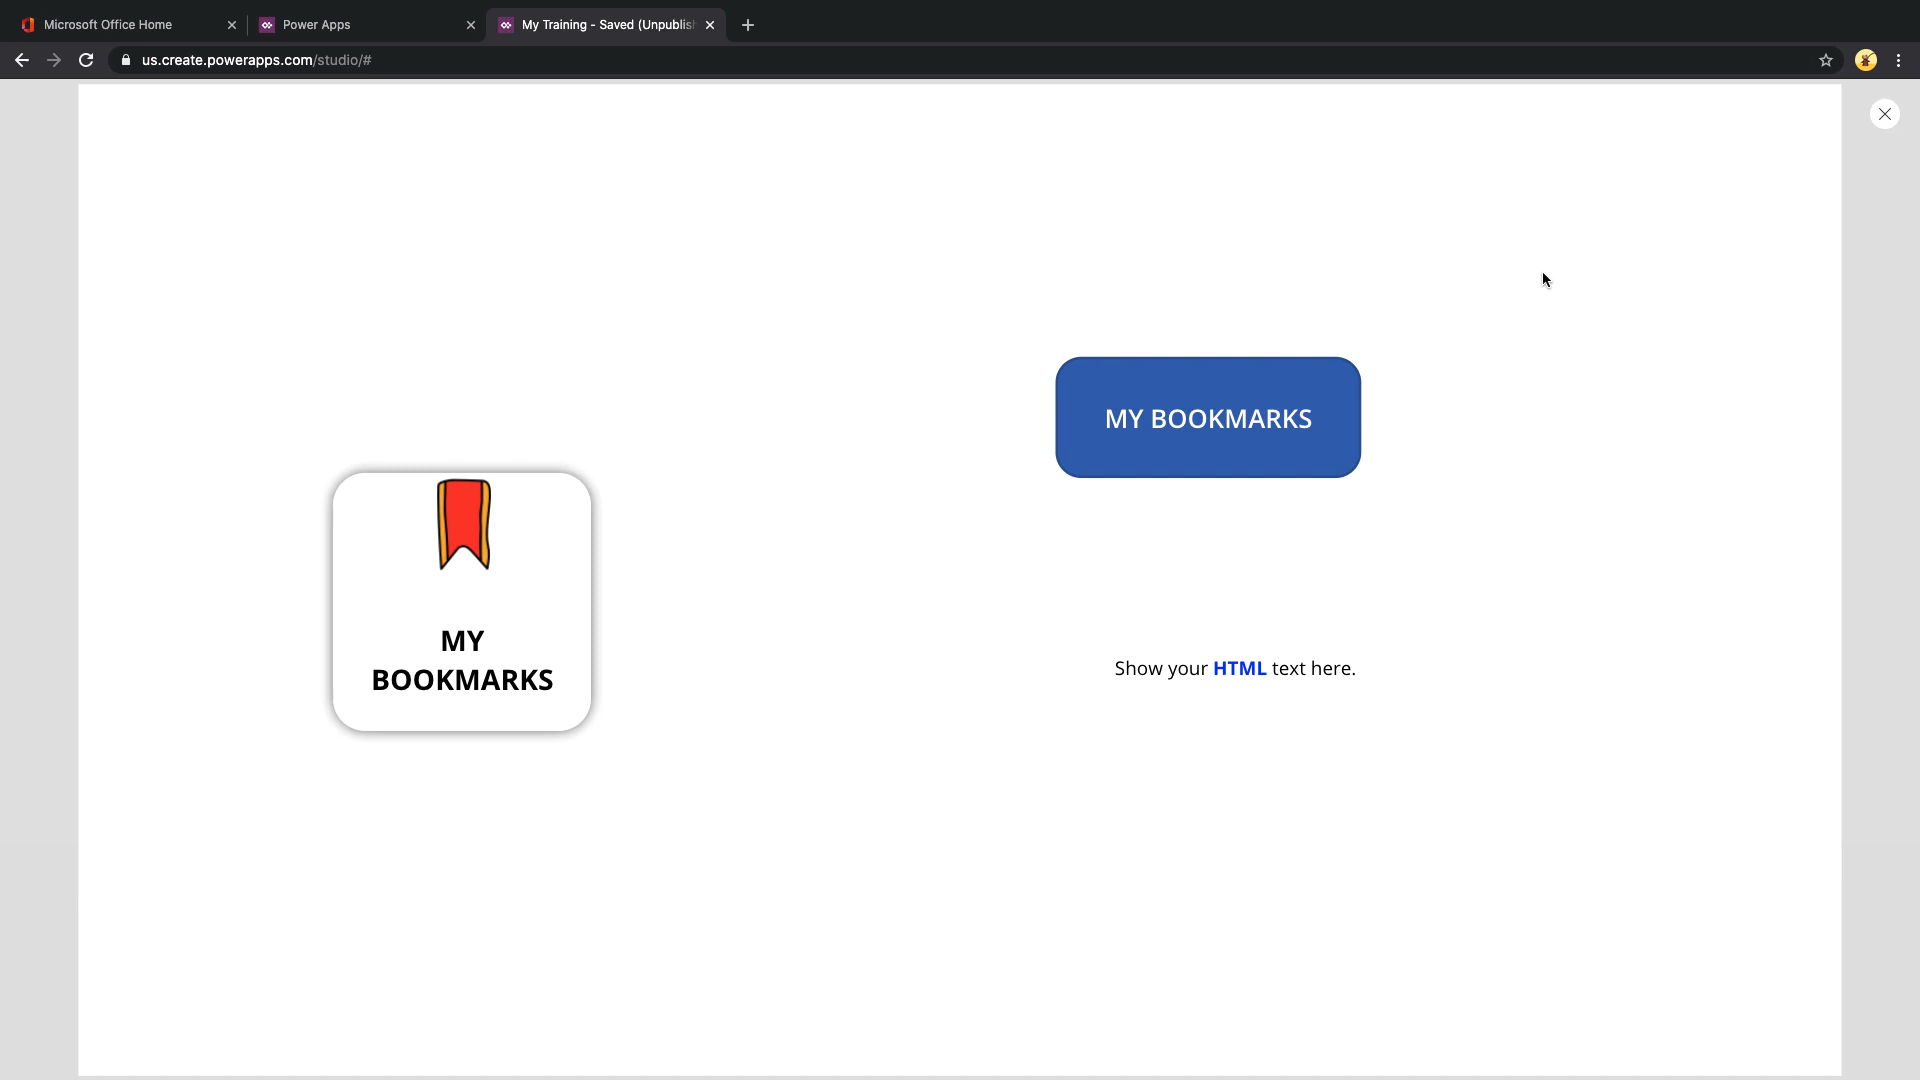 Microsoft Office Home
Power Apps
My Training - Saved (Unpublis
us.create.powerapps.com/studio/#
MY BOOKMARKS
MY
BOOKMARKS
Show your HTML text here.